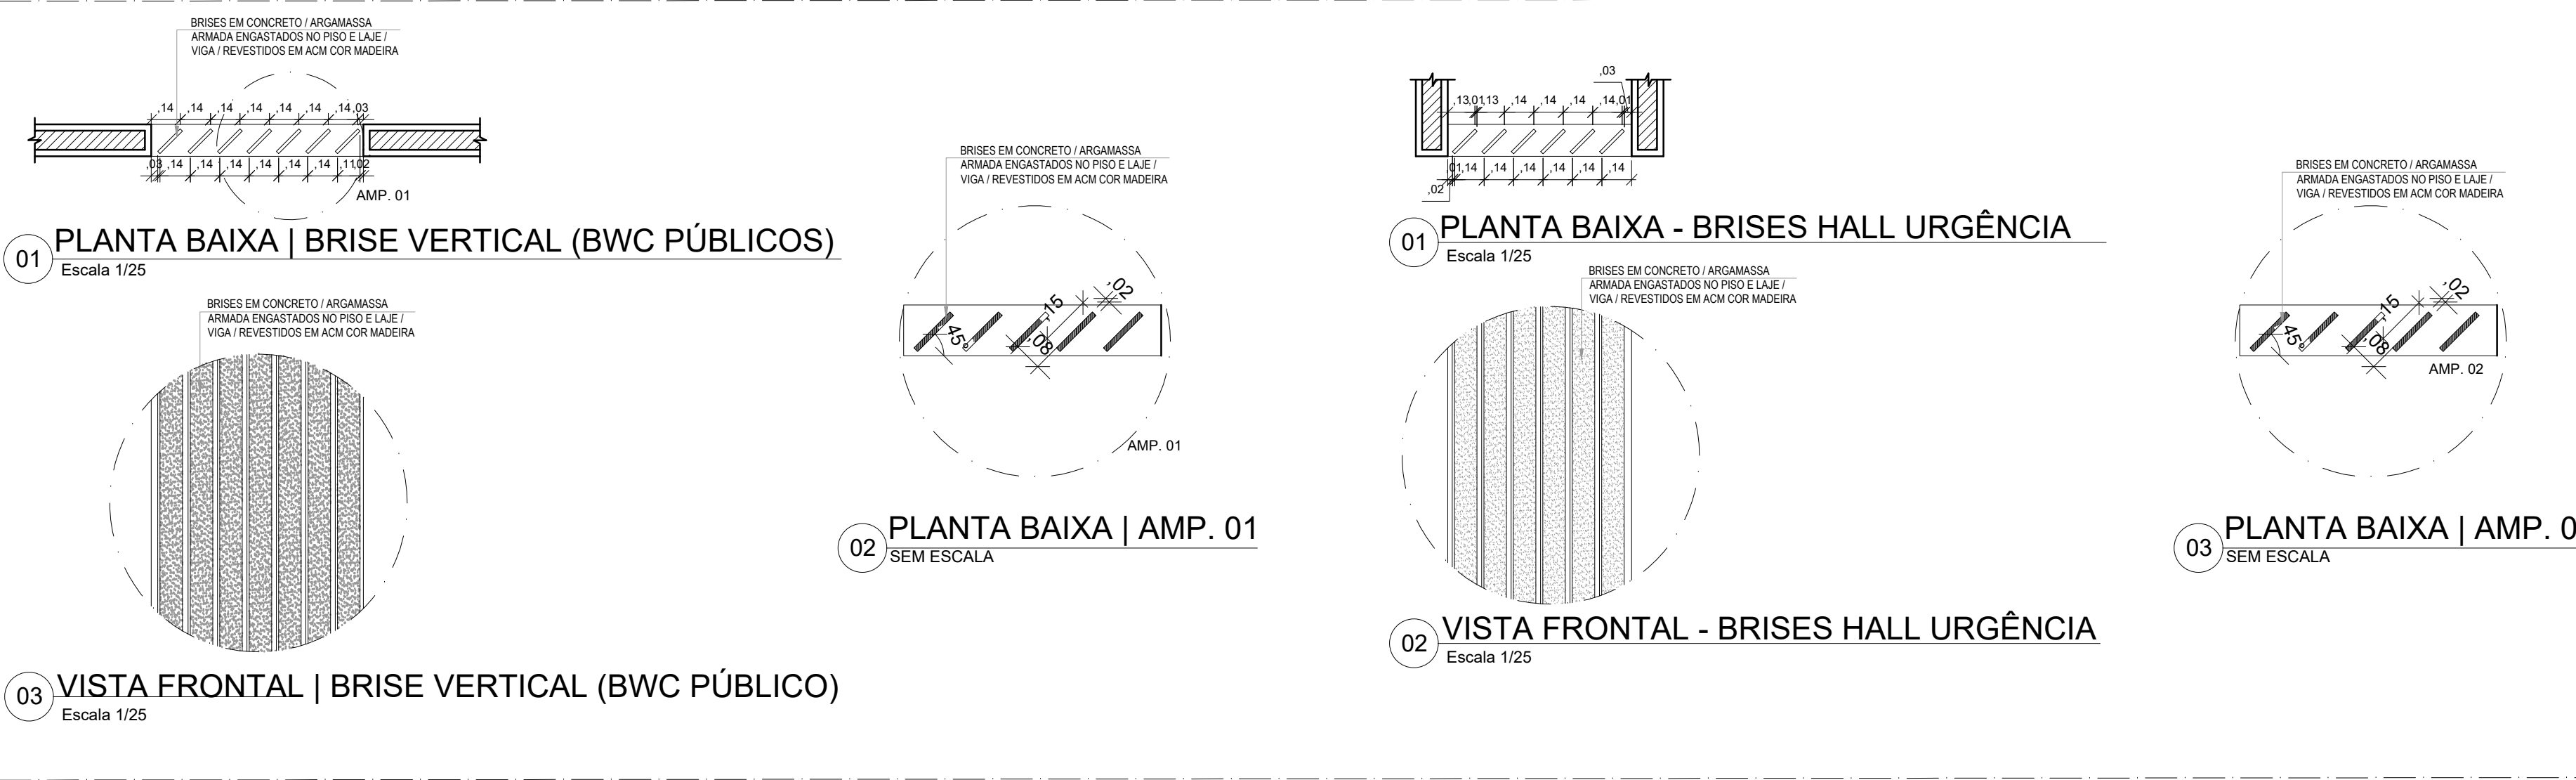 BRISES EM CONCRETO / ARGAMASSA
ARMADA ENGASTADOS NO PISO E LAJE /
VIGA / REVESTIDOS EM ACM COR MADEIRA
,14 ,14 ,14 ,14 ,14 ,14 ,14 ,03
,03 ,14 ,14 ,14 ,14 ,14 ,14 ,11 ,02
AMP. 01
01 PLANTA BAIXA | BRISE VERTICAL (BWC PÚBLICOS)
Escala 1/25
BRISES EM CONCRETO / ARGAMASSA
ARMADA ENGASTADOS NO PISO E LAJE /
VIGA / REVESTIDOS EM ACM COR MADEIRA
03 VISTA FRONTAL | BRISE VERTICAL (BWC PÚBLICO)
Escala 1/25
BRISES EM CONCRETO / ARGAMASSA
ARMADA ENGASTADOS NO PISO E LAJE /
VIGA / REVESTIDOS EM ACM COR MADEIRA
,02
,15
45°
,08
AMP. 01
02 PLANTA BAIXA | AMP. 01
SEM ESCALA
,03
,13 ,01 ,13 ,14 ,14 ,14 ,14 ,01
,01 ,14 ,14 ,14 ,14 ,14 ,14
,02
01 PLANTA BAIXA - BRISES HALL URGÊNCIA
Escala 1/25
BRISES EM CONCRETO / ARGAMASSA
ARMADA ENGASTADOS NO PISO E LAJE /
VIGA / REVESTIDOS EM ACM COR MADEIRA
02 VISTA FRONTAL - BRISES HALL URGÊNCIA
Escala 1/25
BRISES EM CONCRETO / ARGAMASSA
ARMADA ENGASTADOS NO PISO E LAJE /
VIGA / REVESTIDOS EM ACM COR MADEIRA
,02
,15
45°
,08
AMP. 02
03 PLANTA BAIXA | AMP. 0
SEM ESCALA